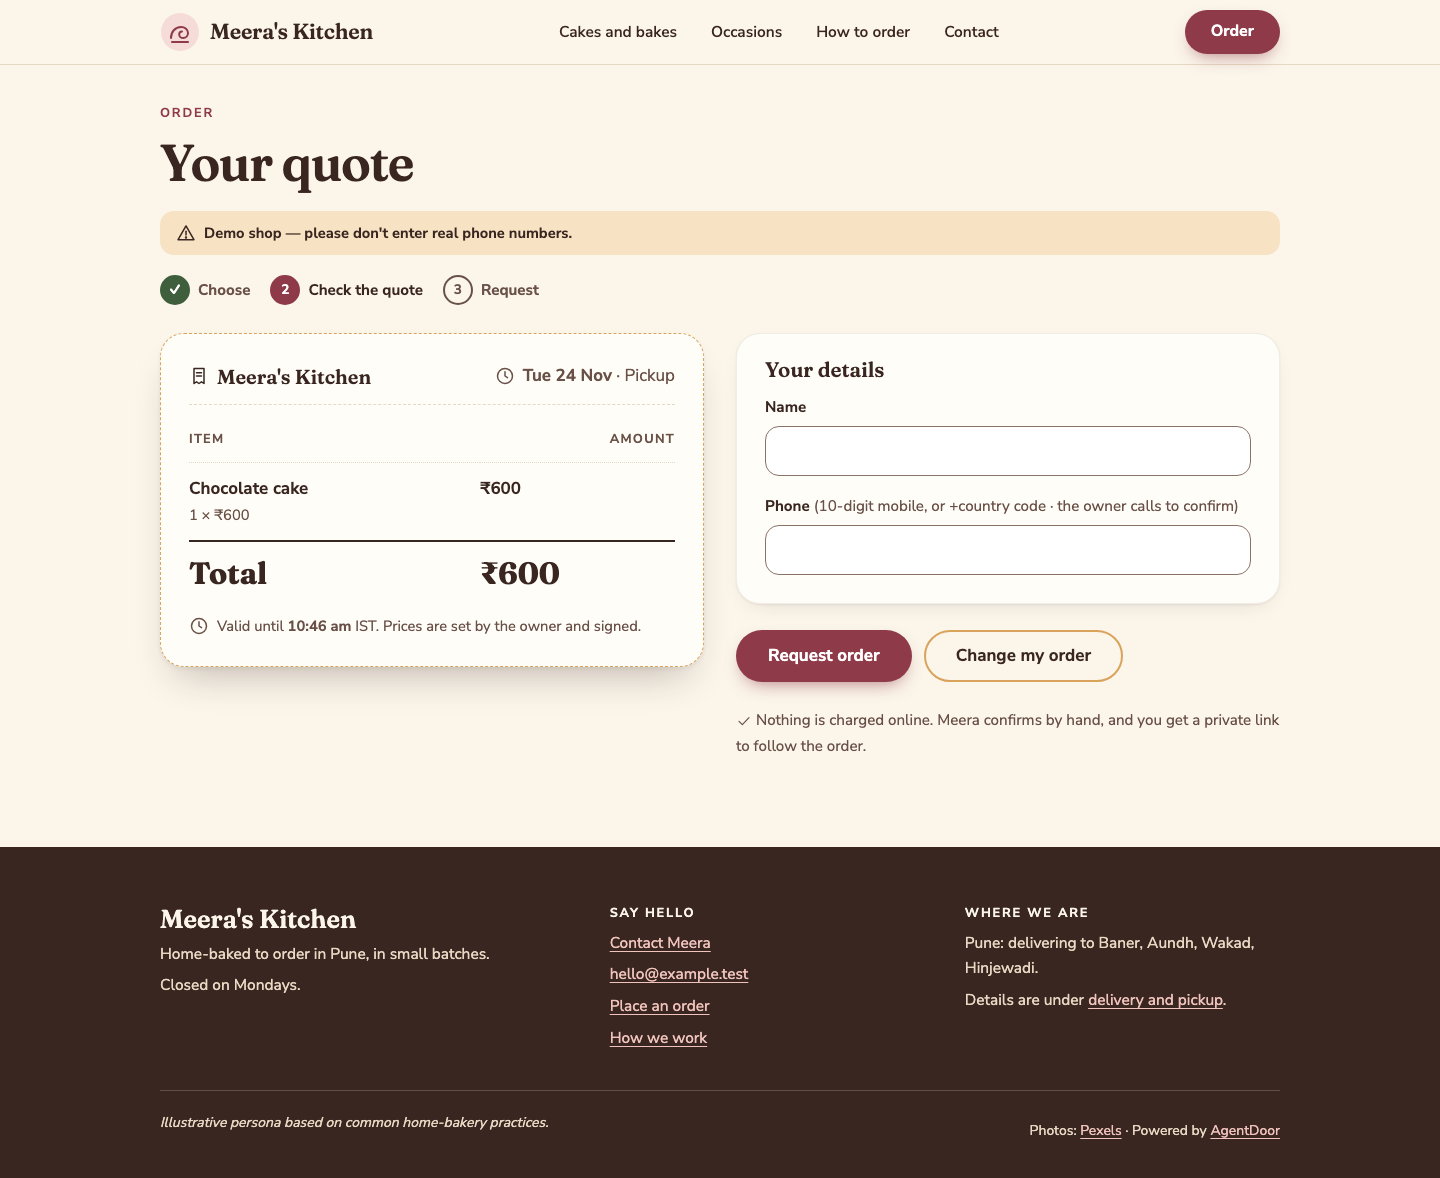 Meera's Kitchen
Cakes and bakes
Occasions
How to order
Contact
Order
ORDER
Your quote
Demo shop — please don't enter real phone numbers.
Choose
2 Check the quote
3 Request
Meera's Kitchen
Tue 24 Nov · Pickup
ITEM AMOUNT
Chocolate cake ₹600
1 × ₹600
Total ₹600
Valid until 10:46 am IST. Prices are set by the owner and signed.
Your details
Name
Phone (10-digit mobile, or +country code · the owner calls to confirm)
Request order
Change my order
Nothing is charged online. Meera confirms by hand, and you get a private link
to follow the order.
Meera's Kitchen
Home-baked to order in Pune, in small batches.
Closed on Mondays.
SAY HELLO
Contact Meera
hello@example.test
Place an order
How we work
WHERE WE ARE
Pune: delivering to Baner, Aundh, Wakad,
Hinjewadi.
Details are under delivery and pickup.
Illustrative persona based on common home-bakery practices.
Photos: Pexels · Powered by AgentDoor